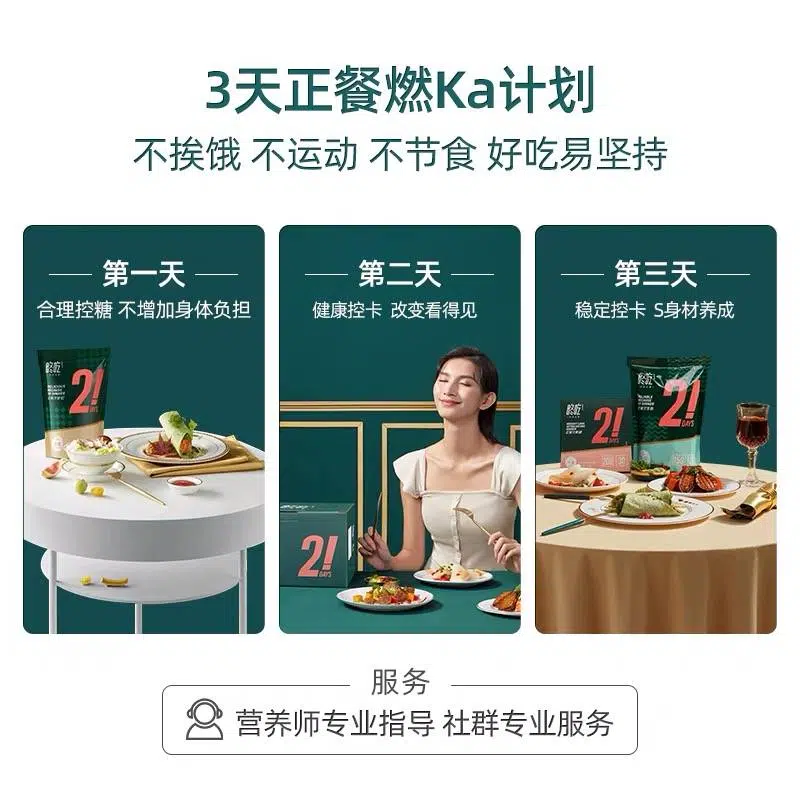 3天正餐燃Ka计划
不挨饿 不运动 不节食 好吃易坚持
第一天
合理控糖 不增加身体负担
第二天
健康控卡 改变看得见
第三天
稳定控卡 S身材养成
2!
DAYS
2!
DAYS
2!
DAYS
2!
DAYS
服务
营养师专业指导 社群专业服务